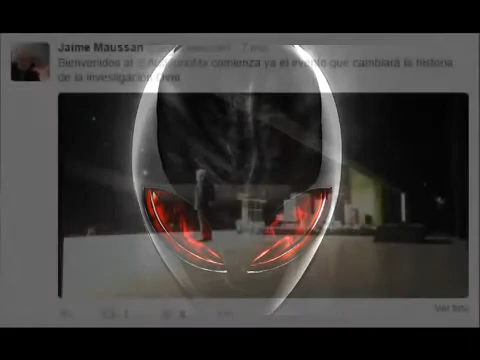 Jaime Maussan
Bienvenidos al comienza ya el evento que cambiará la historia
de la investigación Ovni
Ver foto